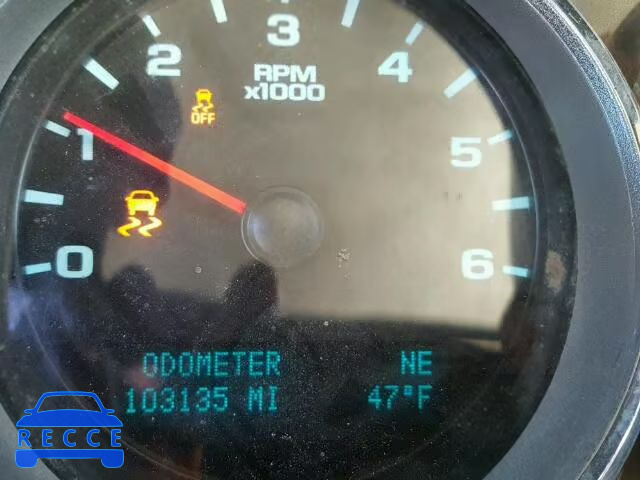 3
2
4
RPM
x1000
OFF
1
5
0
6
ODOMETER NE
103135 MI 47°F
RECCE